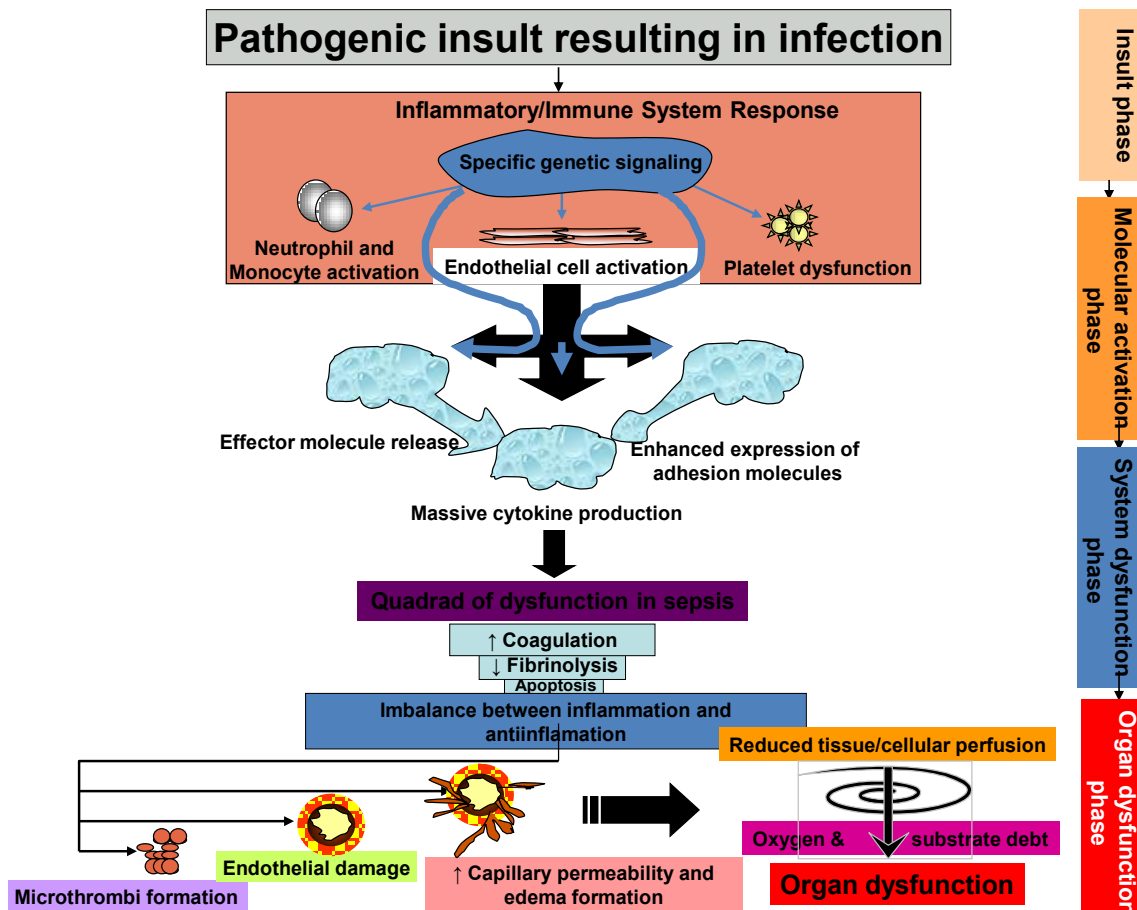 Pathogenic insult resulting in infection
Inflammatory/Immune System Response
Specific genetic signaling
Neutrophil and
Monocyte activation
Endothelial cell activation
Platelet dysfunction
Effector molecule release
Enhanced expression of
adhesion molecules
Massive cytokine production
Quadrad of dysfunction in sepsis
↑ Coagulation
↓ Fibrinolysis
Apoptosis
Imbalance between inflammation and
antiinflamation
Microthrombi formation
Endothelial damage
↑ Capillary permeability and
edema formation
Reduced tissue/cellular perfusion
Oxygen & substrate debt
Organ dysfunction
Insult phase
Molecular activation
phase
System dysfunction
phase
Organ dysfunction
phase